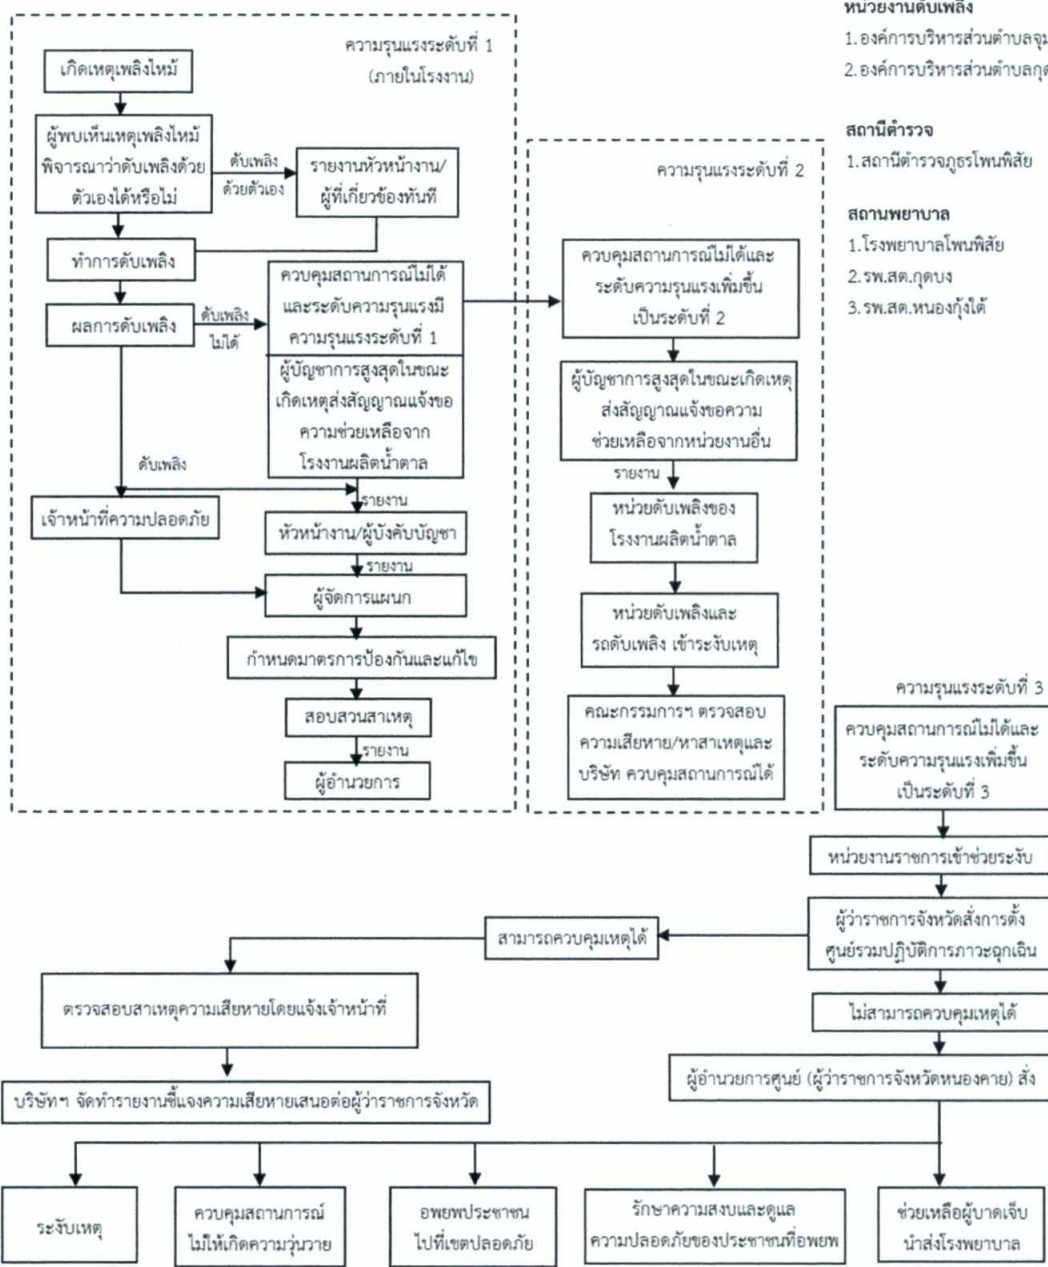 ความรุนแรงระดับที่ 1
(ภายในโรงงาน)
เกิดเหตุเพลิงไหม้
ผู้พบเห็นเหตุเพลิงไหม้
พิจารณาว่าดับเพลิงด้วย
ตัวเองได้หรือไม่
ดับเพลิง
ด้วยตัวเอง
รายงานหัวหน้างาน/
ผู้ที่เกี่ยวข้องทันที
ทำการดับเพลิง
ผลการดับเพลิง
ดับเพลิง
ไม่ได้
ควบคุมสถานการณ์ไม่ได้
และระดับความรุนแรงมี
ความรุนแรงระดับที่ 1
ผู้บัญชาการสูงสุดในขณะ
เกิดเหตุส่งสัญญาณแจ้งขอ
ความช่วยเหลือจาก
โรงงานผลิตน้ำตาล
ดับเพลิง
รายงาน
เจ้าหน้าที่ความปลอดภัย
หัวหน้างาน/ผู้บังคับบัญชา
รายงาน
ผู้จัดการแผนก
กำหนดมาตรการป้องกันและแก้ไข
สอบสวนสาเหตุ
รายงาน
ผู้อำนวยการ
ความรุนแรงระดับที่ 2
ควบคุมสถานการณ์ไม่ได้และ
ระดับความรุนแรงเพิ่มขึ้น
เป็นระดับที่ 2
ผู้บัญชาการสูงสุดในขณะเกิดเหตุ
ส่งสัญญาณแจ้งขอความ
ช่วยเหลือจากหน่วยงานอื่น
รายงาน
หน่วยดับเพลิงของ
โรงงานผลิตน้ำตาล
หน่วยดับเพลิงและ
รถดับเพลิง เข้าระงับเหตุ
คณะกรรมการฯ ตรวจสอบ
ความเสียหาย/หาสาเหตุและ
บริษัท ควบคุมสถานการณ์ได้
หน่วยงานดับเพลิง
1.องค์การบริหารส่วนตำบลจุม
2.องค์การบริหารส่วนตำบลกุด
สถานีตำรวจ
1.สถานีตำรวจภูธรโพนพิสัย
สถานพยาบาล
1.โรงพยาบาลโพนพิสัย
2.รพ.สต.กุดบง
3.รพ.สต.หนองกุ้งใต้
ความรุนแรงระดับที่ 3
ควบคุมสถานการณ์ไม่ได้และ
ระดับความรุนแรงเพิ่มขึ้น
เป็นระดับที่ 3
หน่วยงานราชการเข้าช่วยระงับ
ผู้ว่าราชการจังหวัดสั่งการตั้ง
ศูนย์รวมปฏิบัติการภาวะฉุกเฉิน
สามารถควบคุมเหตุได้
ตรวจสอบสาเหตุความเสียหายโดยแจ้งเจ้าหน้าที่
บริษัทฯ จัดทำรายงานชี้แจงความเสียหายเสนอต่อผู้ว่าราชการจังหวัด
ไม่สามารถควบคุมเหตุได้
ผู้อำนวยการศูนย์ (ผู้ว่าราชการจังหวัดหนองคาย) สั่ง
ระงับเหตุ
ควบคุมสถานการณ์
ไม่ให้เกิดความวุ่นวาย
อพยพประชาชน
ไปที่เขตปลอดภัย
รักษาความสงบและดูแล
ความปลอดภัยของประชาชนที่อพยพ
ช่วยเหลือผู้บาดเจ็บ
นำส่งโรงพยาบาล